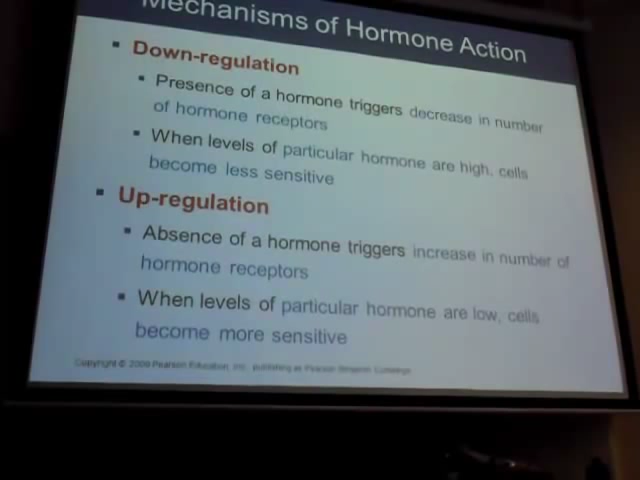 Mechanisms of Hormone Action
▪ Down-regulation
▪ Presence of a hormone triggers decrease in number
of hormone receptors
▪ When levels of particular hormone are high, cells
become less sensitive
▪ Up-regulation
▪ Absence of a hormone triggers increase in number of
hormone receptors
▪ When levels of particular hormone are low, cells
become more sensitive
Copyright © 2009 Pearson Education, Inc., publishing as Pearson Benjamin Cummings